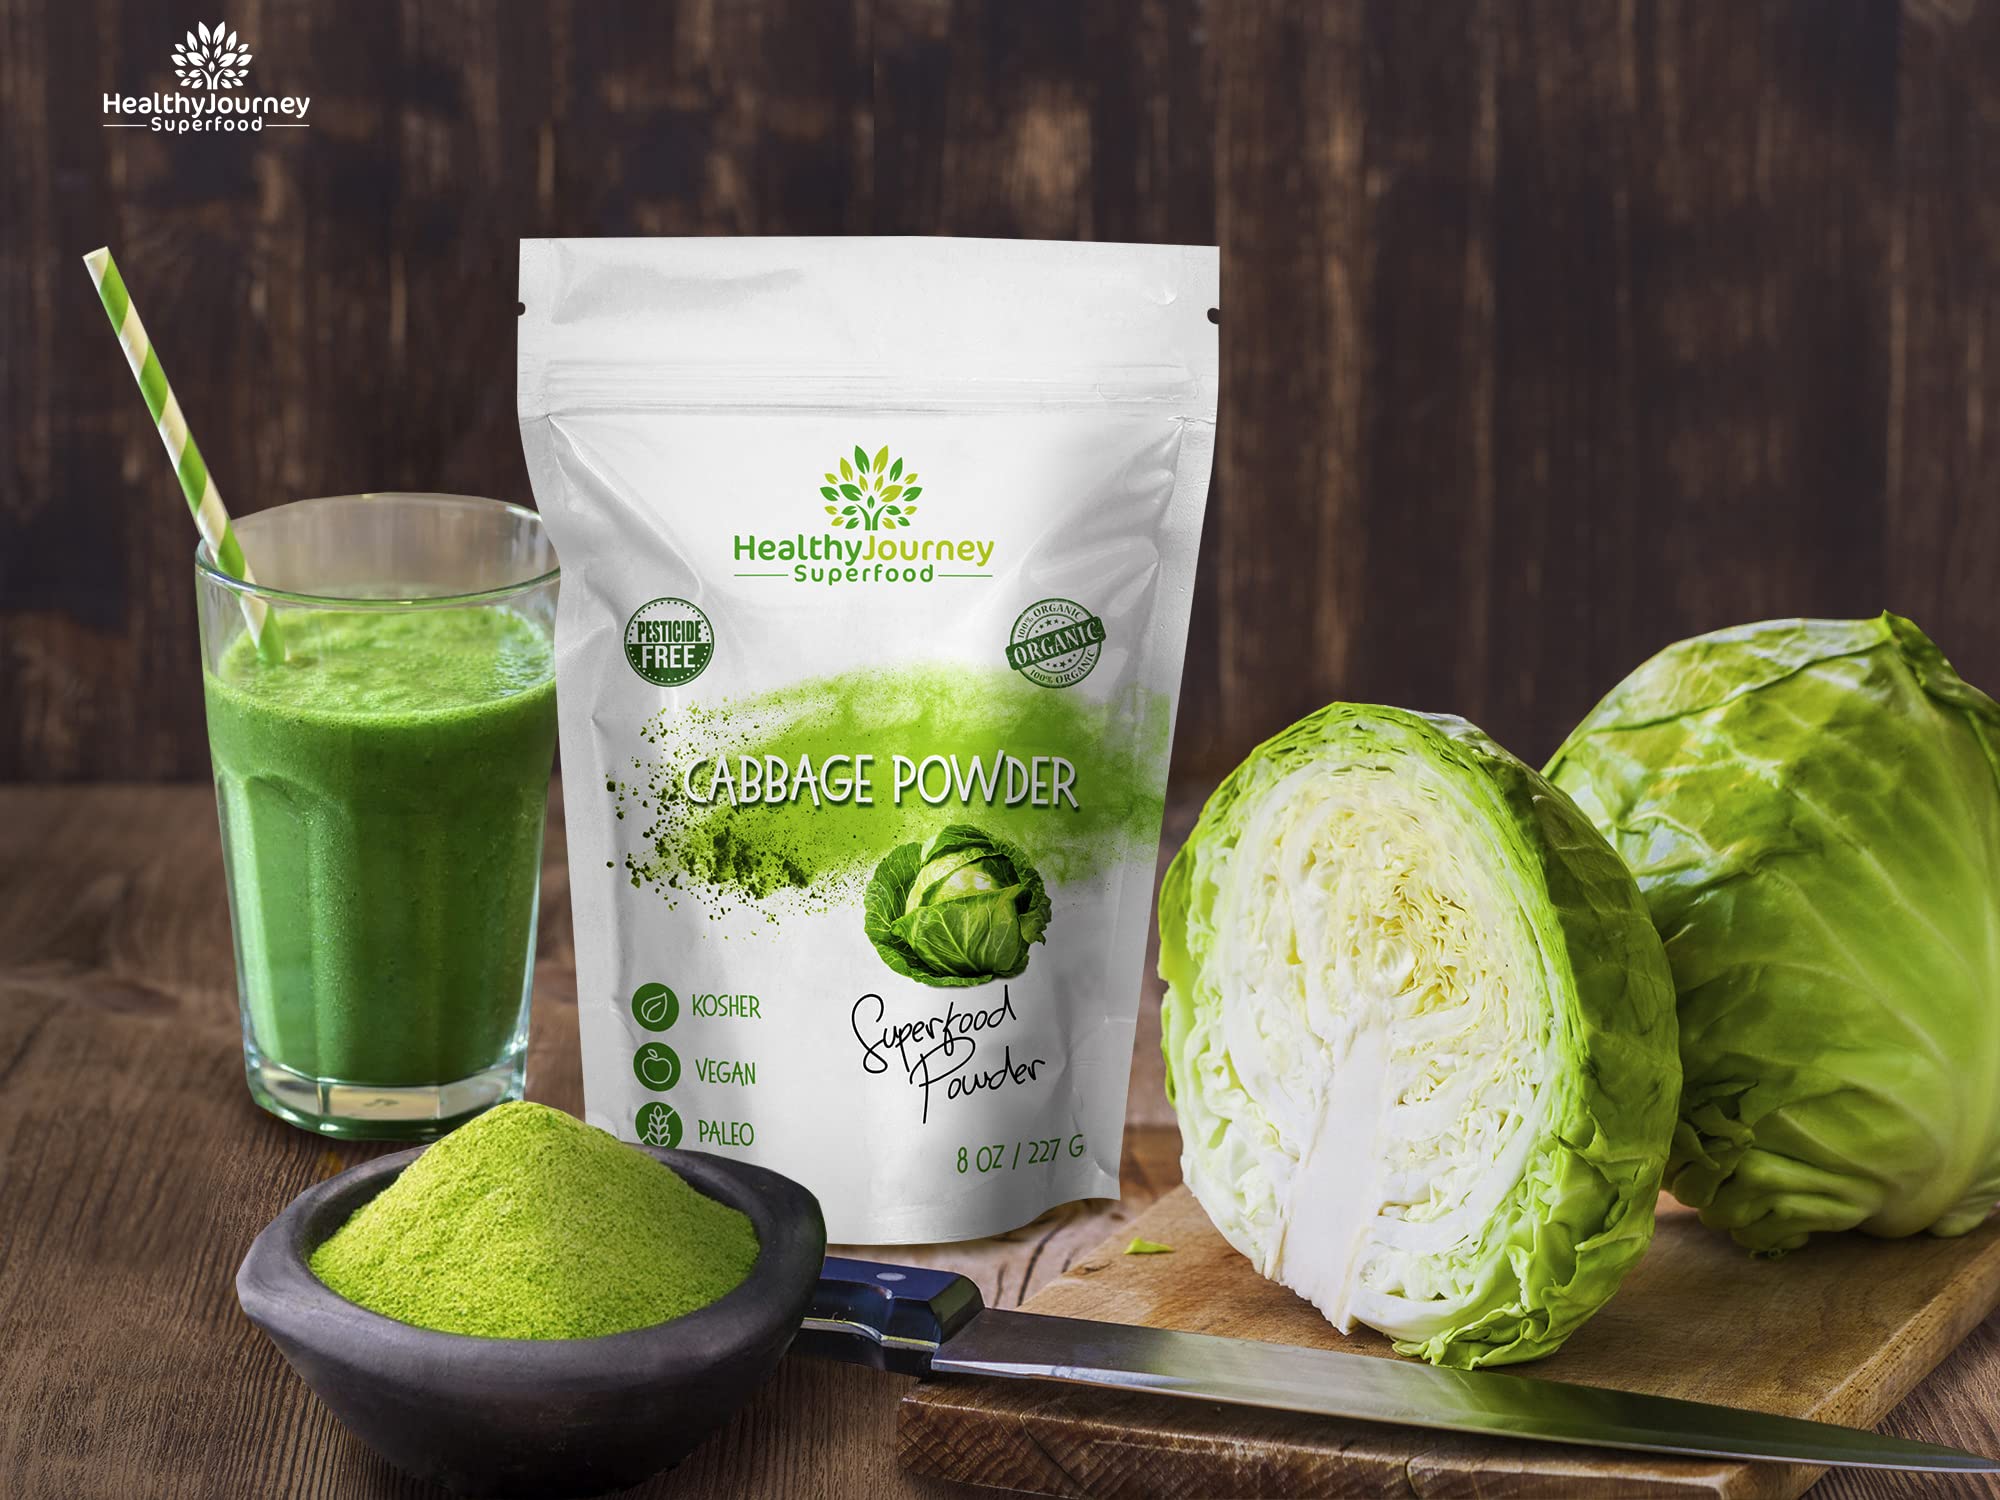 HealthyJourney
Superfood
HealthyJourney
Superfood
PESTICIDE
FREE
100% ORGANIC
ORGANIC
100% ORGANIC
CABBAGE POWDER
KOSHER
VEGAN
PALEO
Superfood
Powder
8 OZ / 227 G